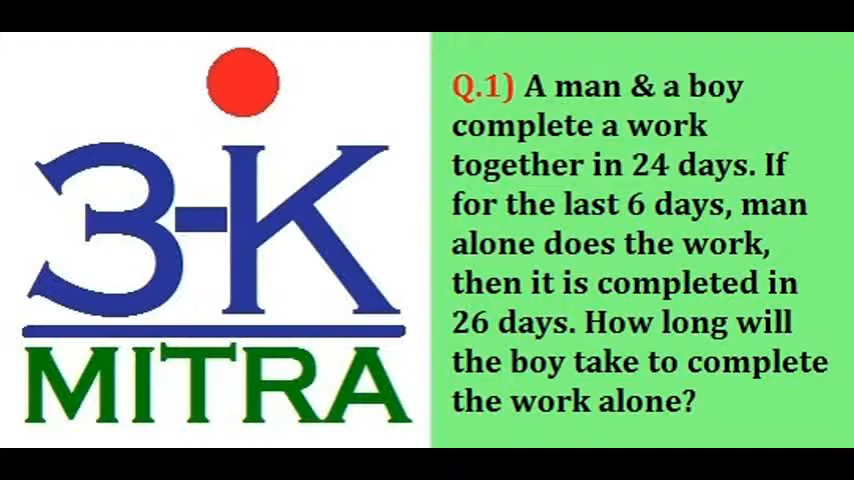 3-K
MITRA
Q.1) A man & a boy
complete a work
together in 24 days. If
for the last 6 days, man
alone does the work,
then it is completed in
26 days. How long will
the boy take to complete
the work alone?